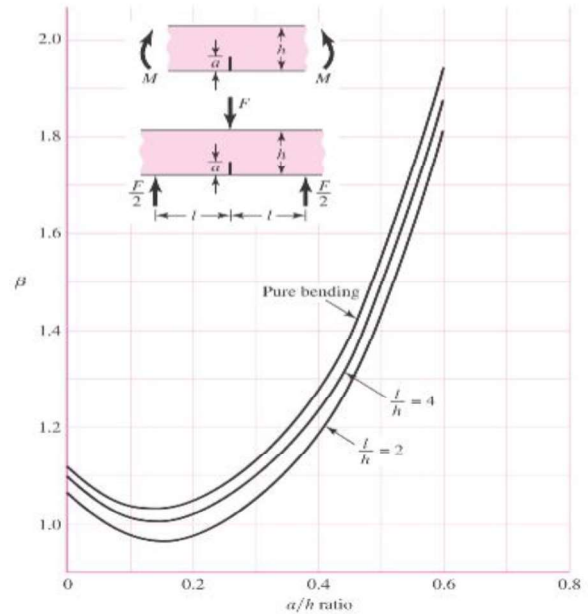 2.0
a
h
M
M
F
1.8
a
h
F/2
F/2
l
l
1.6
β
Pure bending
1.4
l/h = 4
1.2
l/h = 2
1.0
0
0.2
0.4
0.6
0.8
a/h ratio